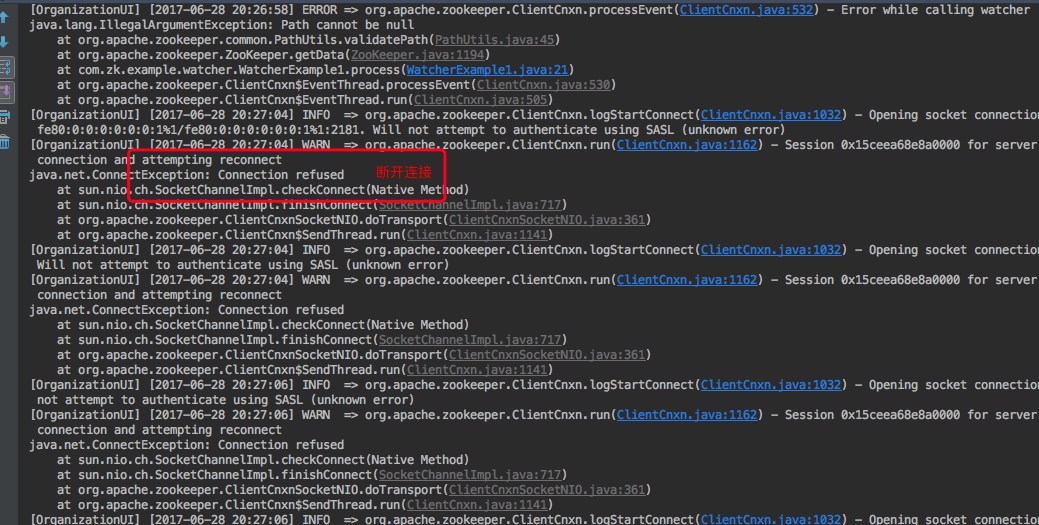 [OrganizationUI] [2017-06-28 20:26:58] ERROR => org.apache.zookeeper.ClientCnxn.processEvent(ClientCnxn.java:532) – Error while calling watcher
java.lang.IllegalArgumentException: Path cannot be null
at org.apache.zookeeper.common.PathUtils.validatePath(PathUtils.java:45)
at org.apache.zookeeper.ZooKeeper.getData(ZooKeeper.java:1194)
at com.zk.example.watcher.WatcherExample1.process(WatcherExample1.java:21)
at org.apache.zookeeper.ClientCnxn$EventThread.processEvent(ClientCnxn.java:530)
at org.apache.zookeeper.ClientCnxn$EventThread.run(ClientCnxn.java:505)
[OrganizationUI] [2017-06-28 20:27:04] INFO => org.apache.zookeeper.ClientCnxn.logStartConnect(ClientCnxn.java:1032) – Opening socket connection
fe80:0:0:0:0:0:0:1%1/fe80:0:0:0:0:0:0:1%1:2181. Will not attempt to authenticate using SASL (unknown error)
[OrganizationUI] [2017-06-28 20:27:04] WARN => org.apache.zookeeper.ClientCnxn.run(ClientCnxn.java:1162) – Session 0x15ceea68e8a0000 for server
connection and attempting reconnect
java.net.ConnectException: Connection refused
断开连接
at sun.nio.ch.SocketChannelImpl.checkConnect(Native Method)
at sun.nio.ch.SocketChannelImpl.finishConnect(SocketChannelImpl.java:717)
at org.apache.zookeeper.ClientCnxnSocketNIO.doTransport(ClientCnxnSocketNIO.java:361)
at org.apache.zookeeper.ClientCnxn$SendThread.run(ClientCnxn.java:1141)
[OrganizationUI] [2017-06-28 20:27:04] INFO => org.apache.zookeeper.ClientCnxn.logStartConnect(ClientCnxn.java:1032) – Opening socket connection
Will not attempt to authenticate using SASL (unknown error)
[OrganizationUI] [2017-06-28 20:27:04] WARN => org.apache.zookeeper.ClientCnxn.run(ClientCnxn.java:1162) – Session 0x15ceea68e8a0000 for server
connection and attempting reconnect
java.net.ConnectException: Connection refused
at sun.nio.ch.SocketChannelImpl.checkConnect(Native Method)
at sun.nio.ch.SocketChannelImpl.finishConnect(SocketChannelImpl.java:717)
at org.apache.zookeeper.ClientCnxnSocketNIO.doTransport(ClientCnxnSocketNIO.java:361)
at org.apache.zookeeper.ClientCnxn$SendThread.run(ClientCnxn.java:1141)
[OrganizationUI] [2017-06-28 20:27:06] INFO => org.apache.zookeeper.ClientCnxn.logStartConnect(ClientCnxn.java:1032) – Opening socket connection
not attempt to authenticate using SASL (unknown error)
[OrganizationUI] [2017-06-28 20:27:06] WARN => org.apache.zookeeper.ClientCnxn.run(ClientCnxn.java:1162) – Session 0x15ceea68e8a0000 for server
connection and attempting reconnect
java.net.ConnectException: Connection refused
at sun.nio.ch.SocketChannelImpl.checkConnect(Native Method)
at sun.nio.ch.SocketChannelImpl.finishConnect(SocketChannelImpl.java:717)
at org.apache.zookeeper.ClientCnxnSocketNIO.doTransport(ClientCnxnSocketNIO.java:361)
at org.apache.zookeeper.ClientCnxn$SendThread.run(ClientCnxn.java:1141)
[OrganizationUI] [2017-06-28 20:27:06] INFO => org.apache.zookeeper.ClientCnxn.logStartConnect(ClientCnxn.java:1032) – Opening socket connection